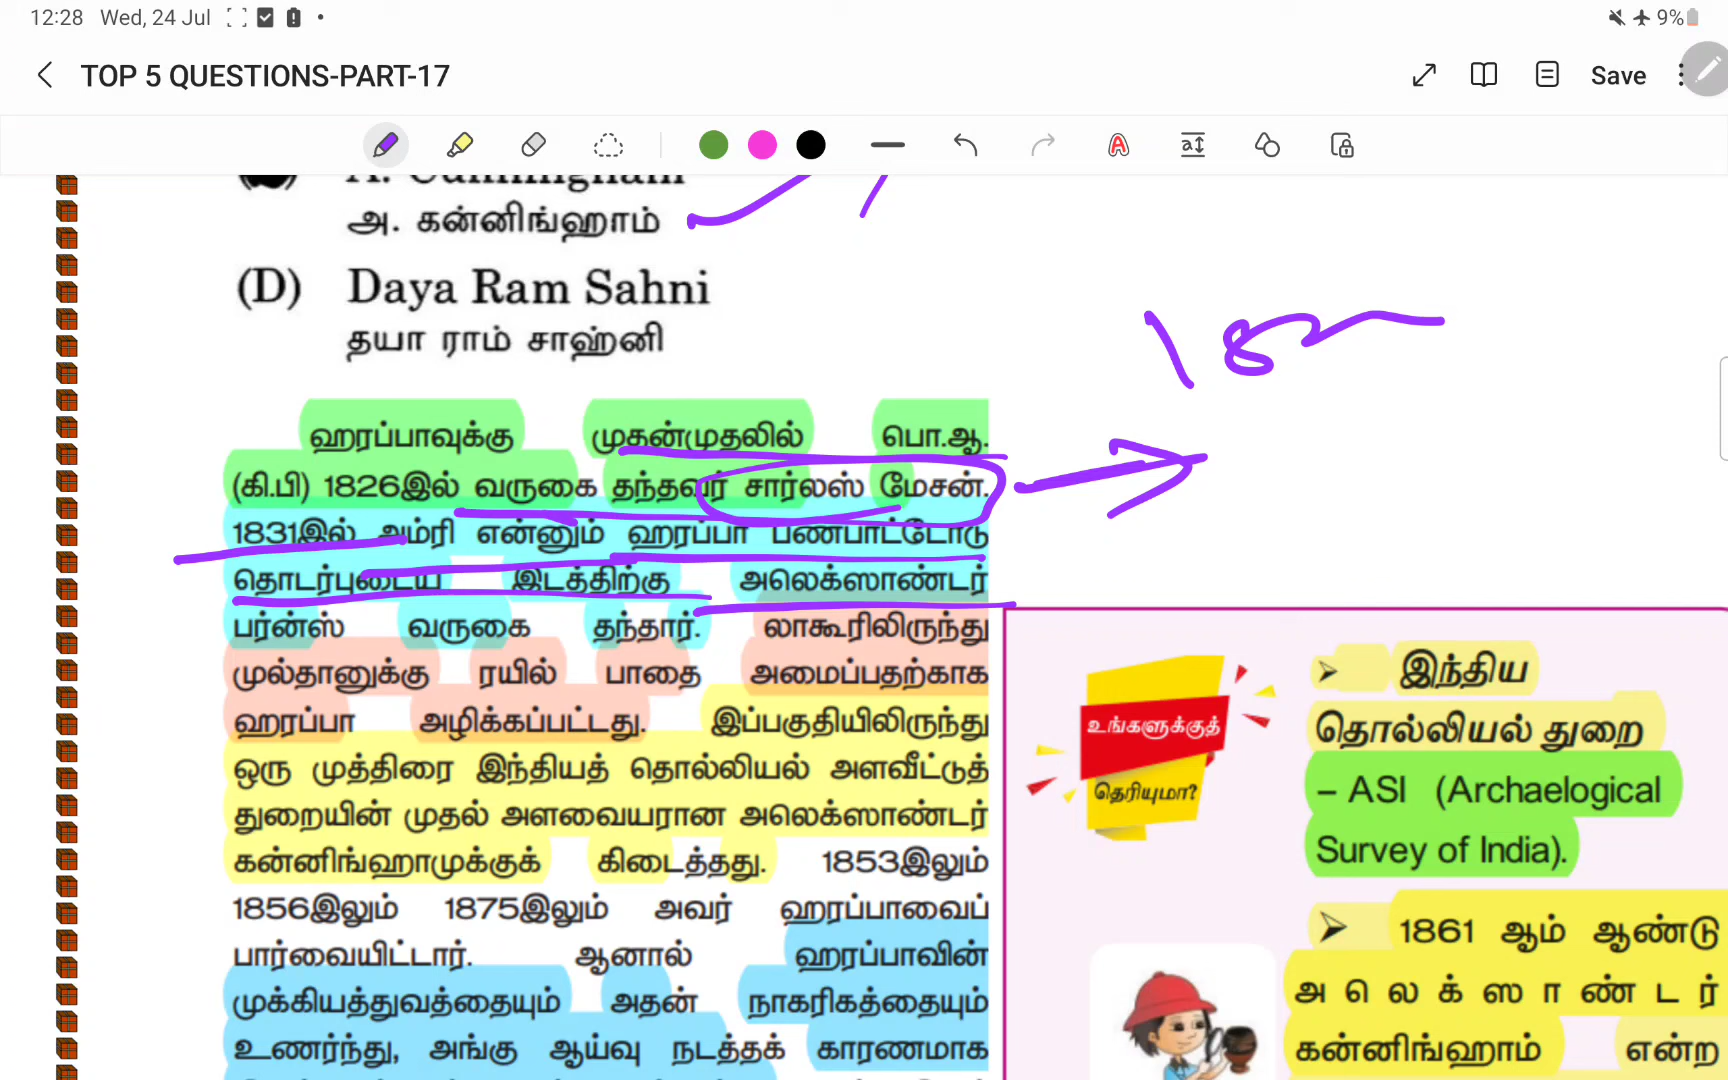 12:28 Wed, 24 Jul
9%
TOP 5 QUESTIONS-PART-17
Save
A. Cunningham
அ. கன்னிங்ஹாம்
(D) Daya Ram Sahni
தயா ராம் சாஹ்னி
ஹரப்பாவுக்கு முதன்முதலில் பொ.ஆ.
(கி.பி) 1826இல் வருகை தந்தவர் சார்லஸ் மேசன்.
1831இல் அம்ரி என்னும் ஹரப்பா பண்பாட்டோடு
தொடர்புடைய இடத்திற்கு அலெக்ஸாண்டர்
பர்ன்ஸ் வருகை தந்தார். லாகூரிலிருந்து
முல்தானுக்கு ரயில் பாதை அமைப்பதற்காக
ஹரப்பா அழிக்கப்பட்டது. இப்பகுதியிலிருந்து
ஒரு முத்திரை இந்தியத் தொல்லியல் அளவீட்டுத்
துறையின் முதல் அளவையரான அலெக்ஸாண்டர்
கன்னிங்ஹாமுக்குக் கிடைத்தது. 1853இலும்
1856இலும் 1875இலும் அவர் ஹரப்பாவைப்
பார்வையிட்டார். ஆனால் ஹரப்பாவின்
முக்கியத்துவத்தையும் அதன் நாகரிகத்தையும்
உணர்ந்து, அங்கு ஆய்வு நடத்தக் காரணமாக
உங்களுக்குத்
தெரியுமா?
➢ இந்திய
தொல்லியல் துறை
– ASI (Archaelogical
Survey of India).
➢ 1861 ஆம் ஆண்டு
அ லெ க் ஸ ா ண் ட ர்
கன்னிங்ஹாம் என்ற